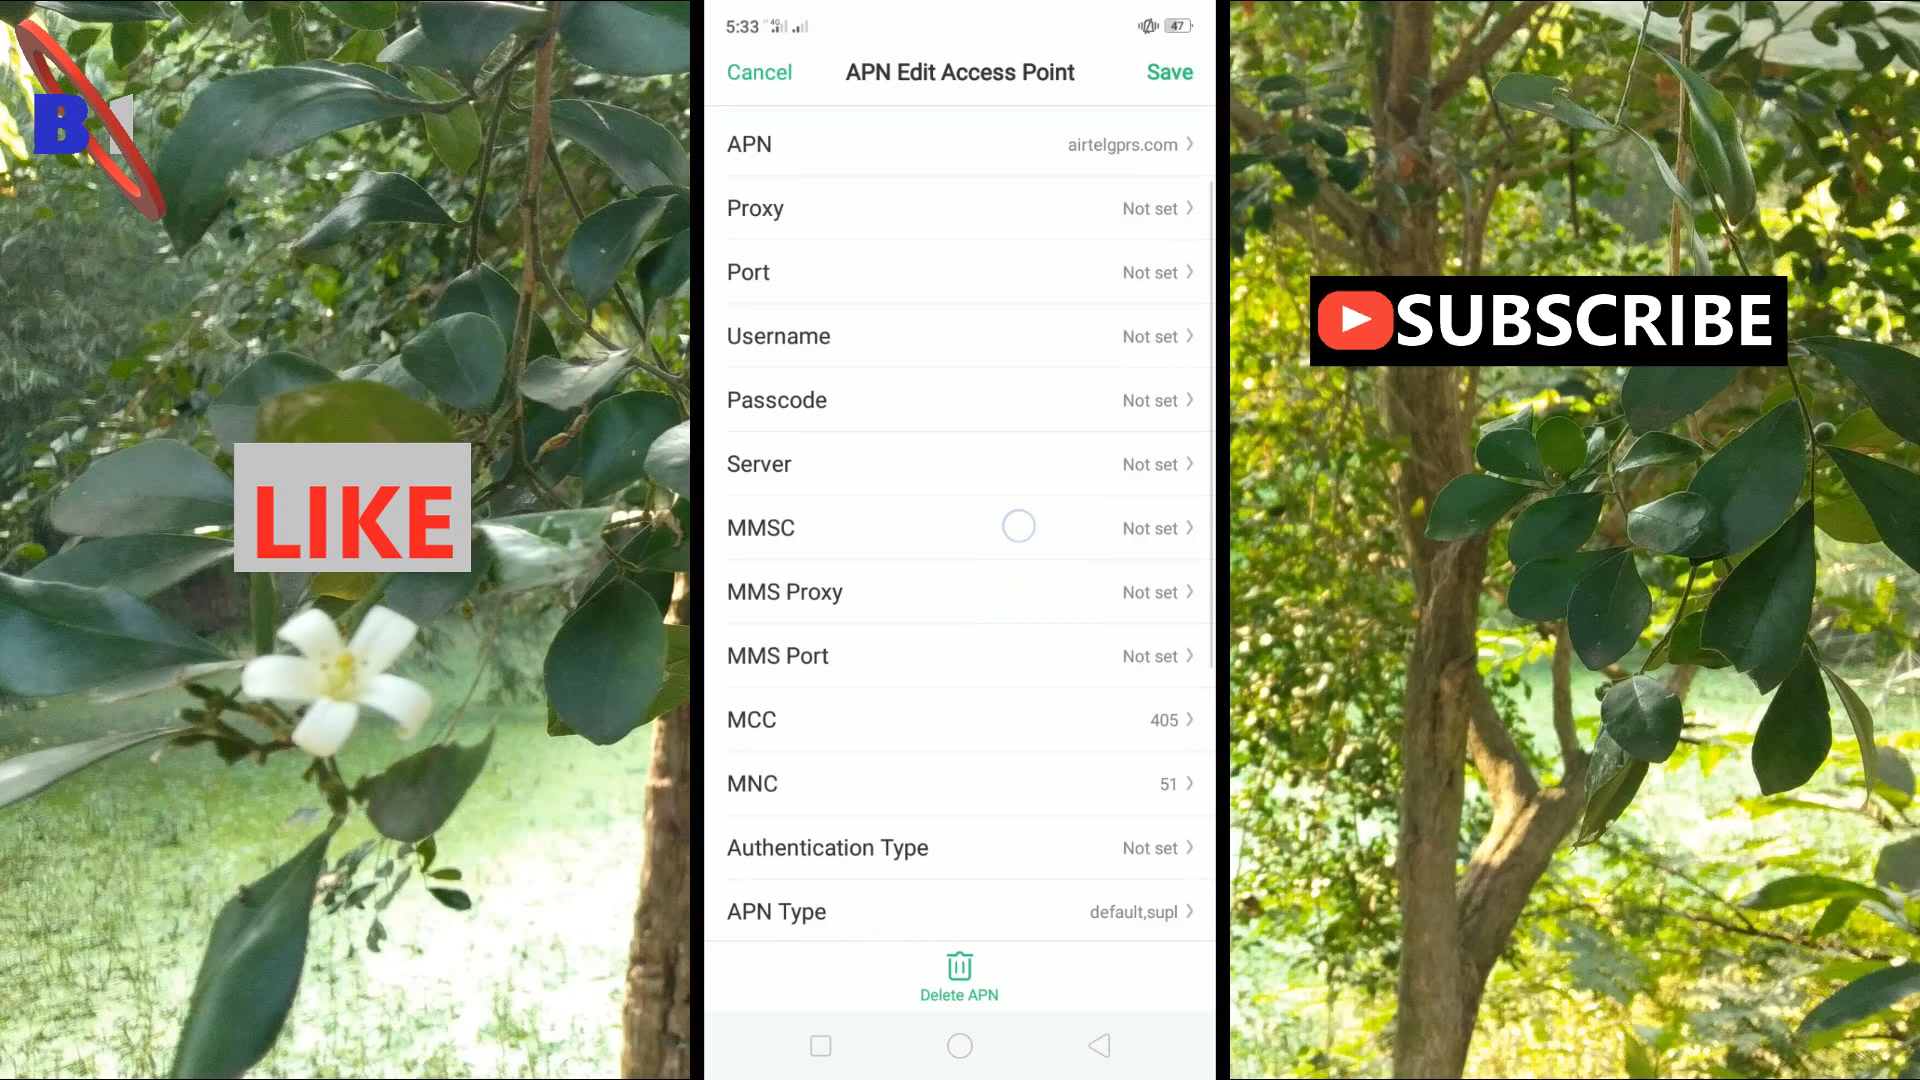 B
5:33 4G 47
Cancel APN Edit Access Point Save
APN airtelgprs.com
Proxy Not set
Port Not set
Username Not set
Passcode Not set
Server Not set
MMSC Not set
MMS Proxy Not set
MMS Port Not set
MCC 405
MNC 51
Authentication Type Not set
APN Type default,supl
Delete APN
LIKE
SUBSCRIBE